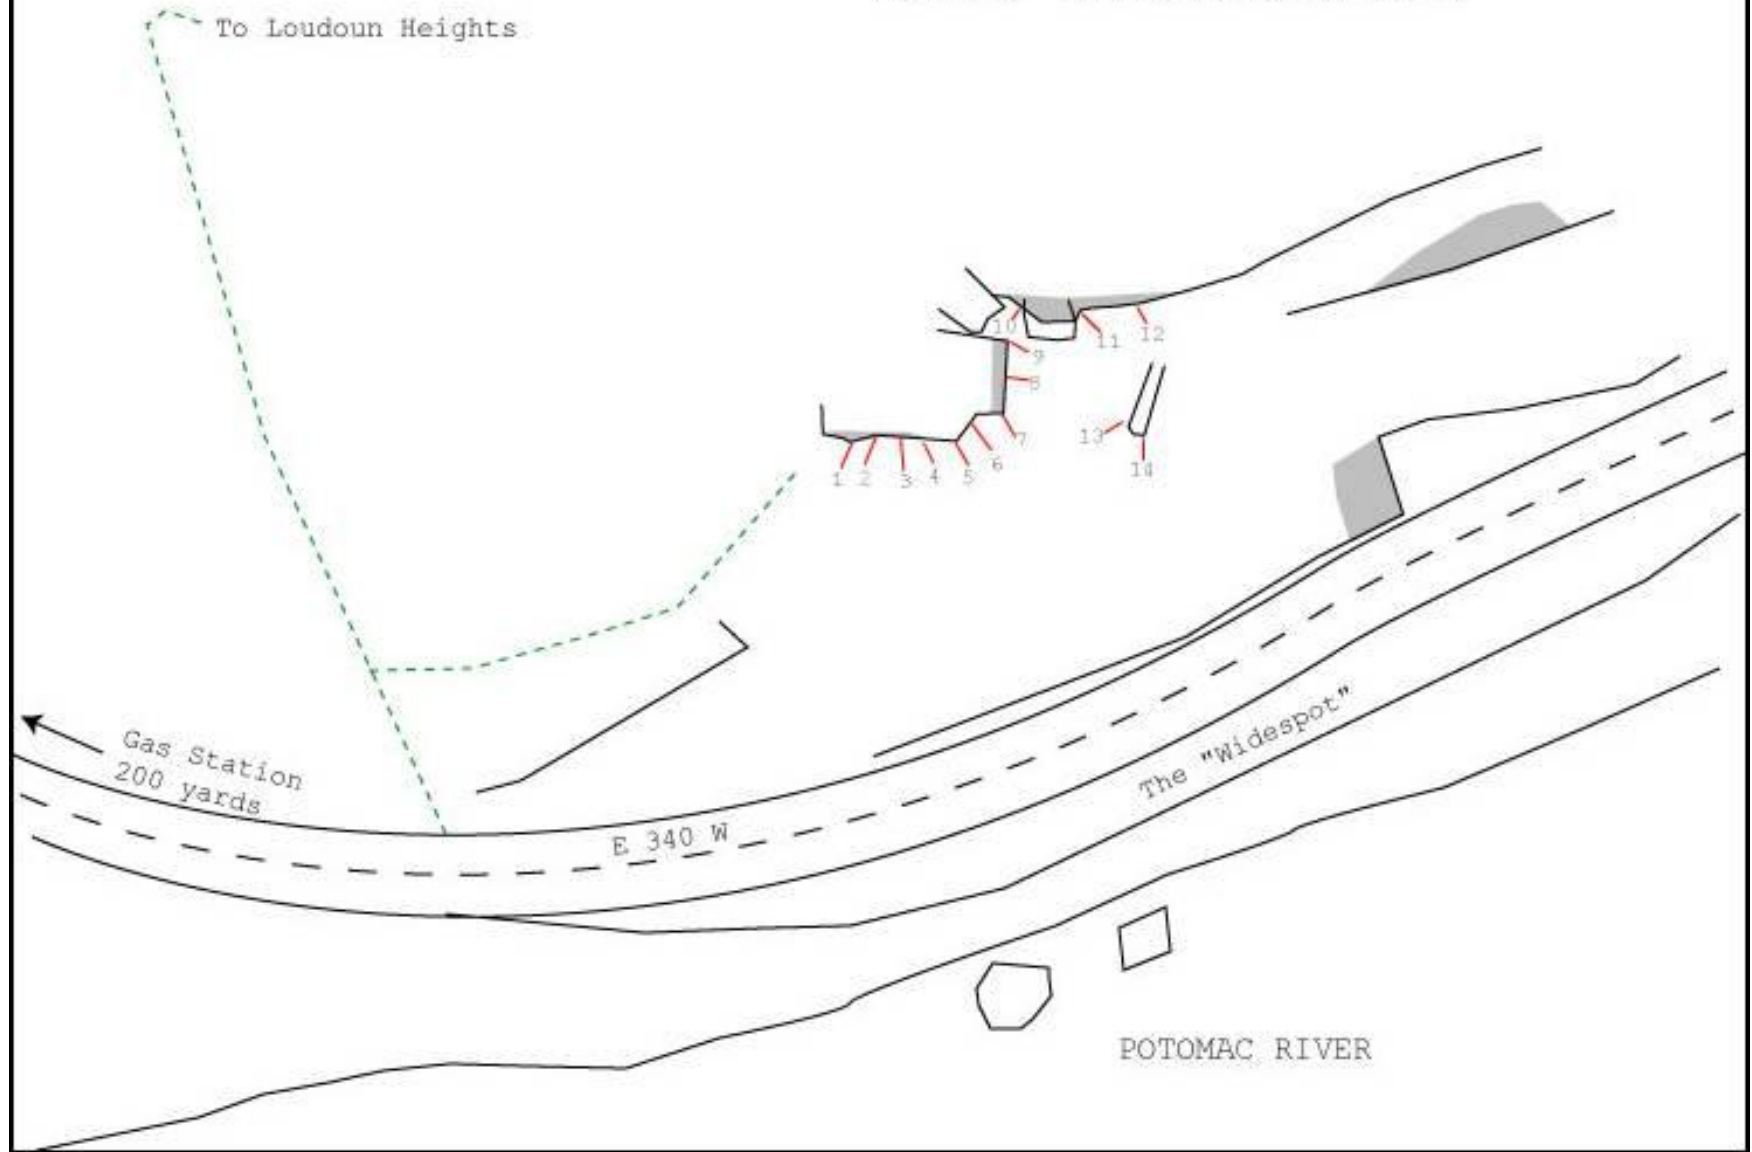 To Loudoun Heights
10
11
12
9
8
7
13
14
1
2
3
4
5
6
Gas Station
200 yards
E 340 W
The "Widespot"
POTOMAC RIVER